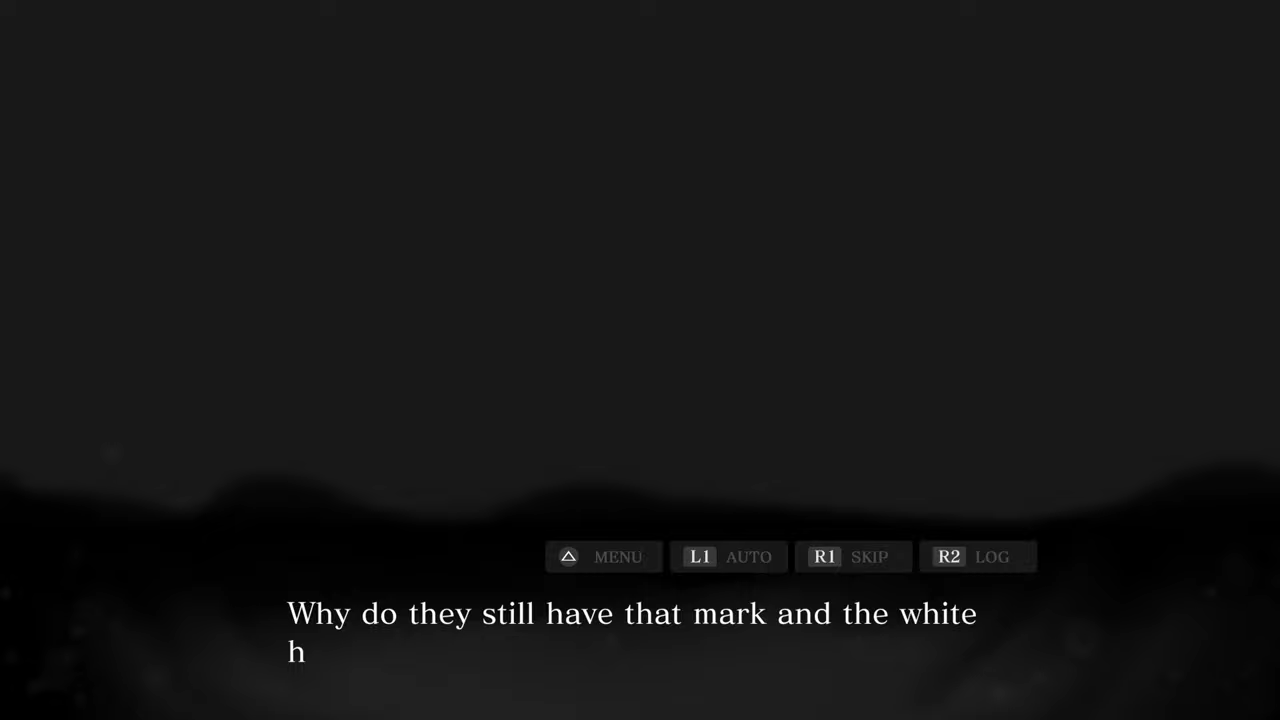 MENU L1 AUTO R1 SKIP R2 LOG
Why do they still have that mark and the white
h